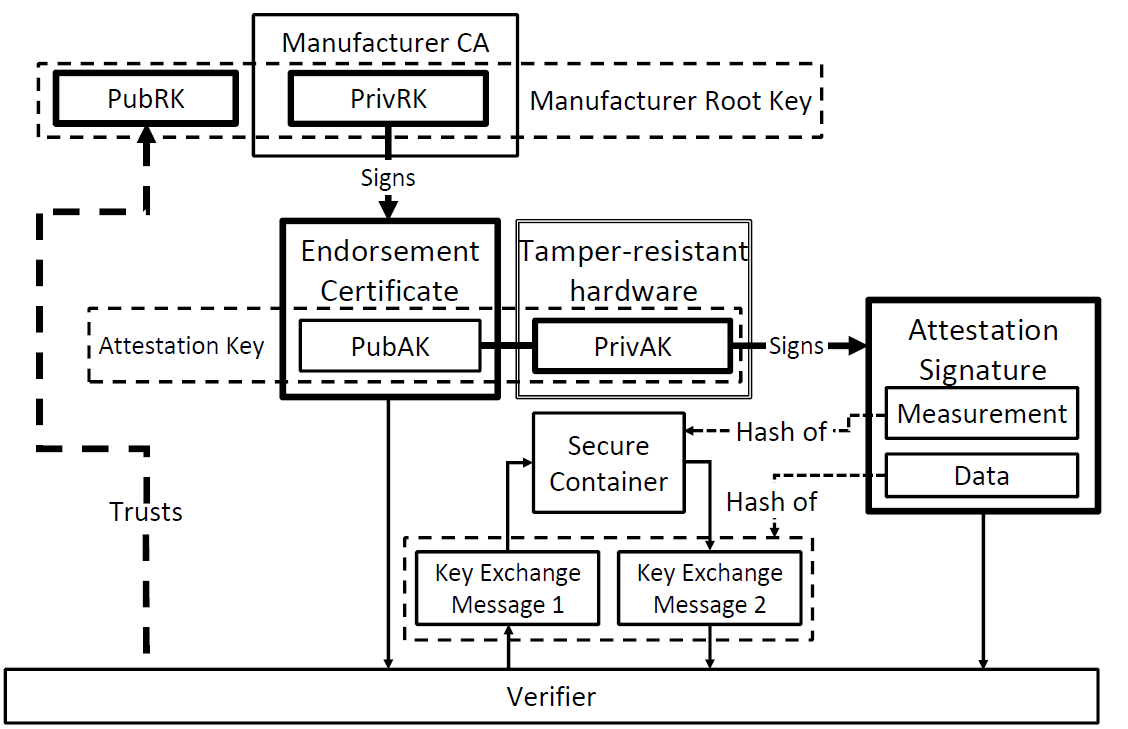 Manufacturer CA
PubRK
PrivRK
Manufacturer Root Key
Signs
Endorsement
Certificate
Tamper-resistant
hardware
Attestation Key
PubAK
PrivAK
Signs
Attestation
Signature
Measurement
Data
Hash of
Secure
Container
Hash of
Trusts
Key Exchange
Message 1
Key Exchange
Message 2
Verifier